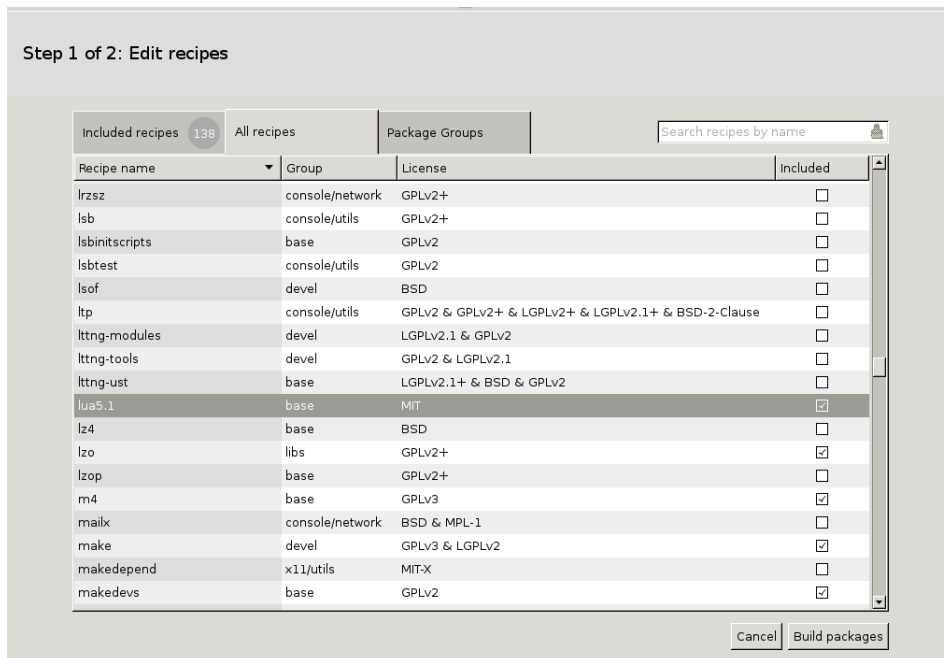 Step 1 of 2: Edit recipes
Included recipes 138 All recipes Package Groups Search recipes by name
Recipe name Group License Included
lrzsz console/network GPLv2+
lsb console/utils GPLv2+
lsbinitscripts base GPLv2
lsbtest console/utils GPLv2
lsof devel BSD
ltp console/utils GPLv2 & GPLv2+ & LGPLv2+ & LGPLv2.1+ & BSD-2-Clause
lttng-modules devel LGPLv2.1 & GPLv2
lttng-tools devel GPLv2 & LGPLv2.1
lttng-ust base LGPLv2.1+ & BSD & GPLv2
lua5.1 base MIT
lz4 base BSD
lzo libs GPLv2+
lzop base GPLv2+
m4 base GPLv3
mailx console/network BSD & MPL-1
make devel GPLv3 & LGPLv2
makedepend x11/utils MIT-X
makedevs base GPLv2
Cancel Build packages